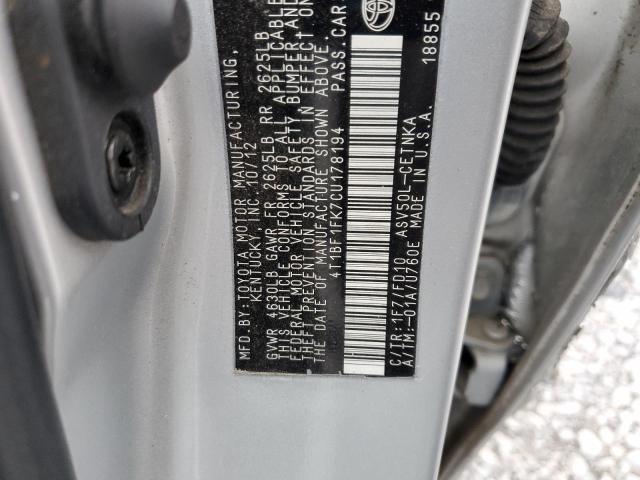 MFD.BY:TOYOTA MOTOR MANUFACTURING,
KENTUCKY,INC. 10/12
GVWR 4630LB GAWR FR 2625LB RR 2625LB
THIS VEHICLE CONFORMS TO ALL APPLICABLE
FEDERAL MOTOR VEHICLE SAFETY BUMPER AND
THEFT PREVENTION STANDARDS IN EFFECT ON
THE DATE OF MANUFACTURE SHOWN ABOVE.
4T1BF1FK7CU178194 PASS.CAR
C/TR:1F7/FD10 ASV50L-CETNKA
A/TM:-01A/U760E MADE IN U.S.A.
18855